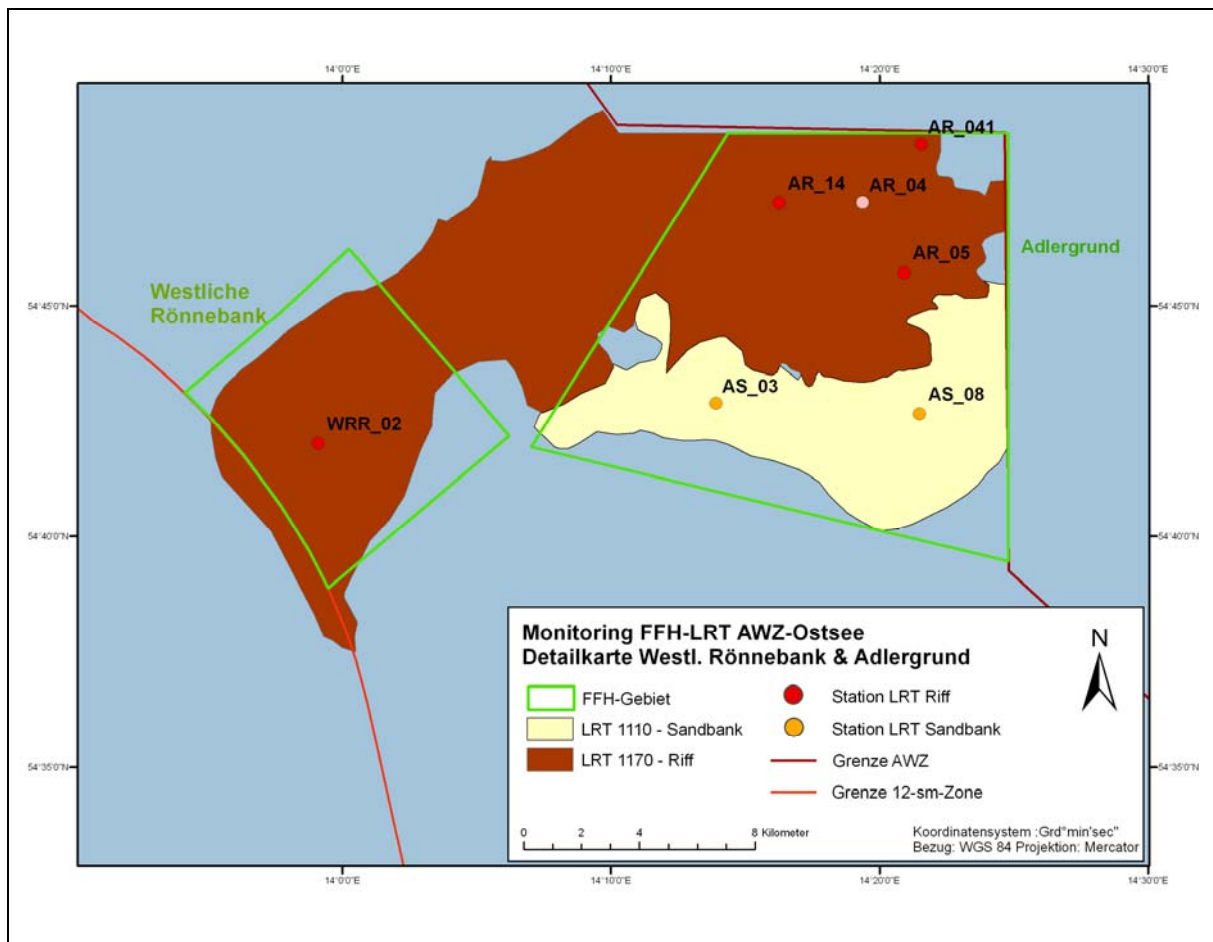 14°0'0"E
14°10'0"E
14°20'0"E
14°30'0"E
AR_041
AR_14
AR_04
Adlergrund
AR_05
Westliche
Rönnebank
54°45'0"N
54°45'0"N
AS_03
AS_08
WRR_02
54°40'0"N
54°40'0"N
Monitoring FFH-LRT AWZ-Ostsee
Detailkarte Westl. Rönnebank & Adlergrund
N
FFH-Gebiet
Station LRT Riff
LRT 1110 - Sandbank
Station LRT Sandbank
LRT 1170 - Riff
Grenze AWZ
Grenze 12-sm-Zone
54°35'0"N
54°35'0"N
0 2 4 8 Kilometer
Koordinatensystem :Grd°min'sec"
Bezug: WGS 84 Projektion: Mercator
14°0'0"E
14°10'0"E
14°20'0"E
14°30'0"E